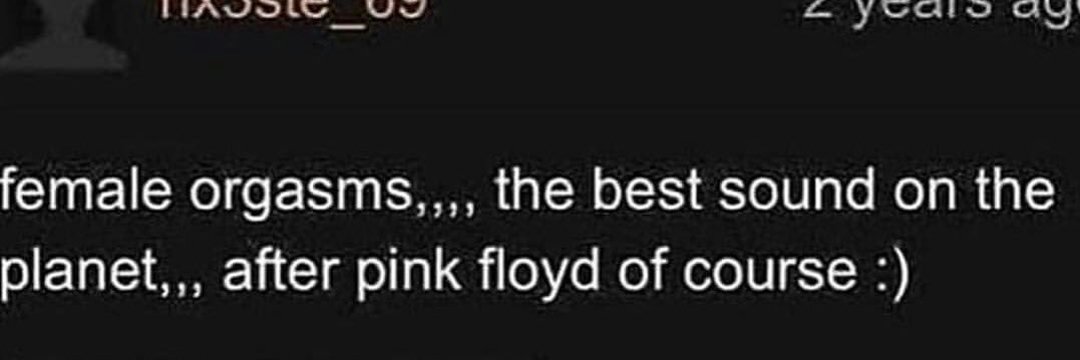 female orgasms,,,, the best sound on the
planet,,, after pink floyd of course :)